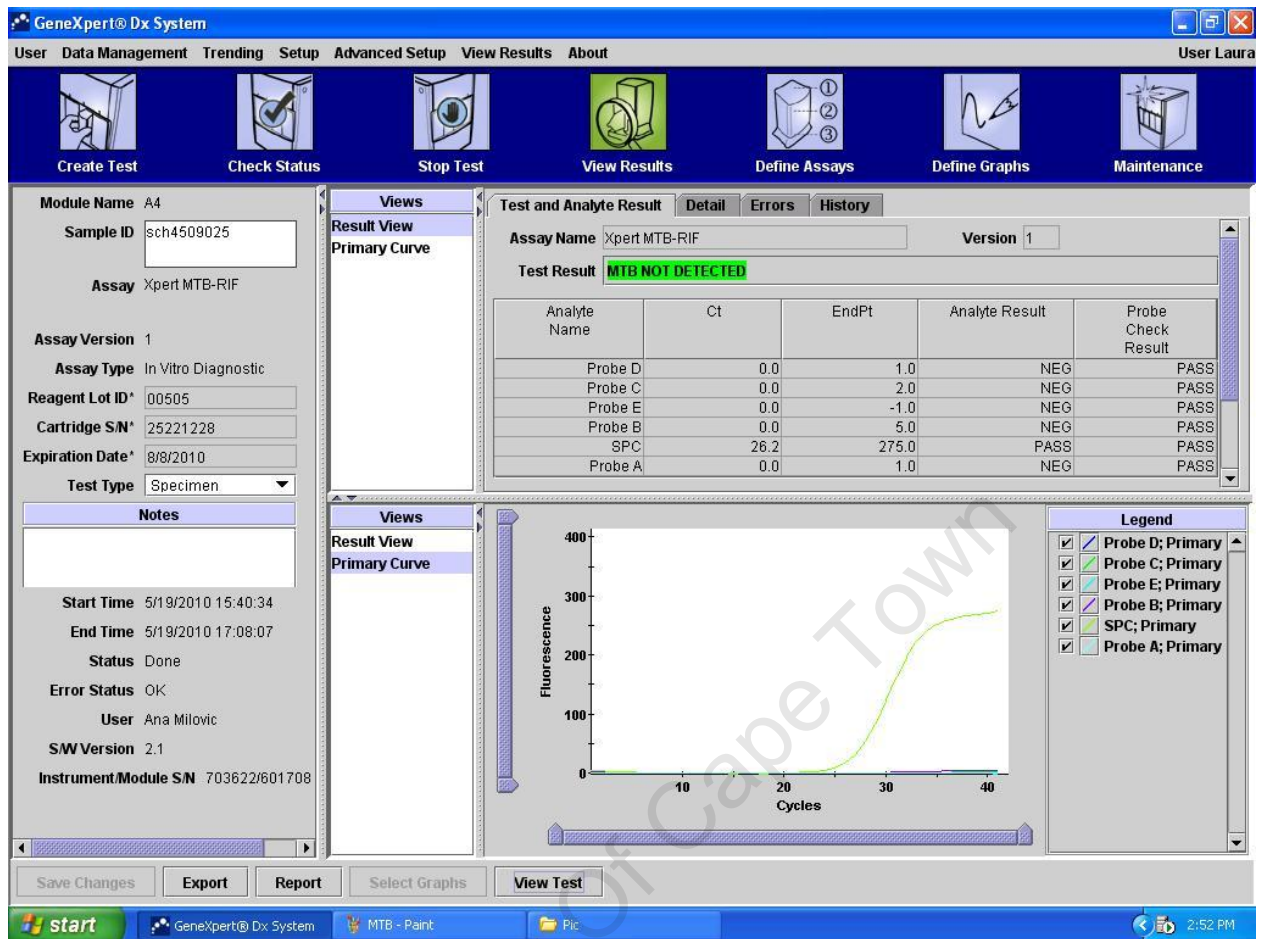 GeneXpert® Dx System
User Data Management Trending Setup Advanced Setup View Results About User Laura
Create Test Check Status Stop Test View Results Define Assays Define Graphs Maintenance
Module Name A4
Sample ID sch4509025
Assay Xpert MTB-RIF
Assay Version 1
Assay Type In Vitro Diagnostic
Reagent Lot ID* 00505
Cartridge S/N* 25221228
Expiration Date* 8/8/2010
Test Type Specimen
Notes
Start Time 5/19/2010 15:40:34
End Time 5/19/2010 17:08:07
Status Done
Error Status OK
User Ana Milovic
S/W Version 2.1
Instrument/Module S/N 703622/601708
Views
Result View
Primary Curve
Test and Analyte Result Detail Errors History
Assay Name Xpert MTB-RIF Version 1
Test Result MTB NOT DETECTED
Analyte Name Ct EndPt Analyte Result Probe Check Result
Probe D 0.0 1.0 NEG PASS
Probe C 0.0 2.0 NEG PASS
Probe E 0.0 -1.0 NEG PASS
Probe B 0.0 5.0 NEG PASS
SPC 26.2 275.0 PASS PASS
Probe A 0.0 1.0 NEG PASS
Views
Result View
Primary Curve
400
300
200
100
0
Fluorescence
10 20 30 40
Cycles
Legend
Probe D; Primary
Probe C; Primary
Probe E; Primary
Probe B; Primary
SPC; Primary
Probe A; Primary
Of Cape Town
Save Changes Export Report Select Graphs View Test
start GeneXpert® Dx System MTB - Paint Pic 2:52 PM